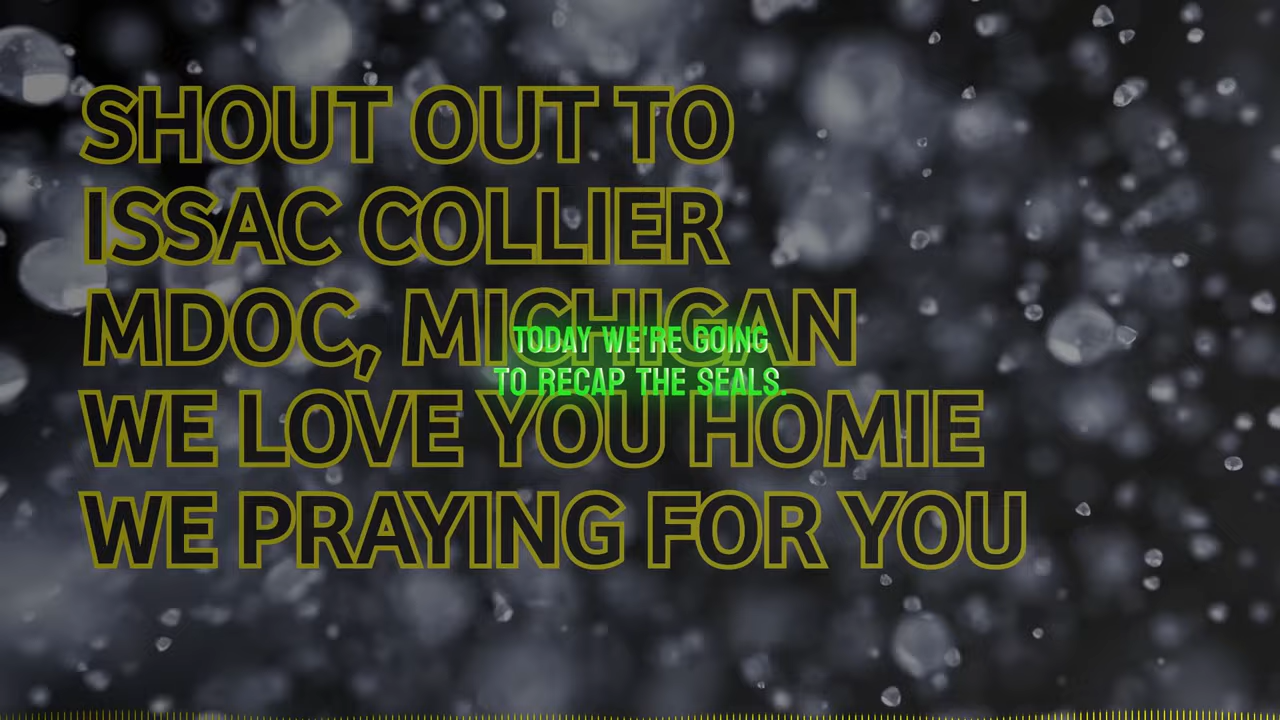 SHOUT OUT TO
ISSAC COLLIER
MDOC, MICHIGAN
WE LOVE YOU HOMIE
WE PRAYING FOR YOU
TODAY WE'RE GOING
TO RECAP THE SEALS.